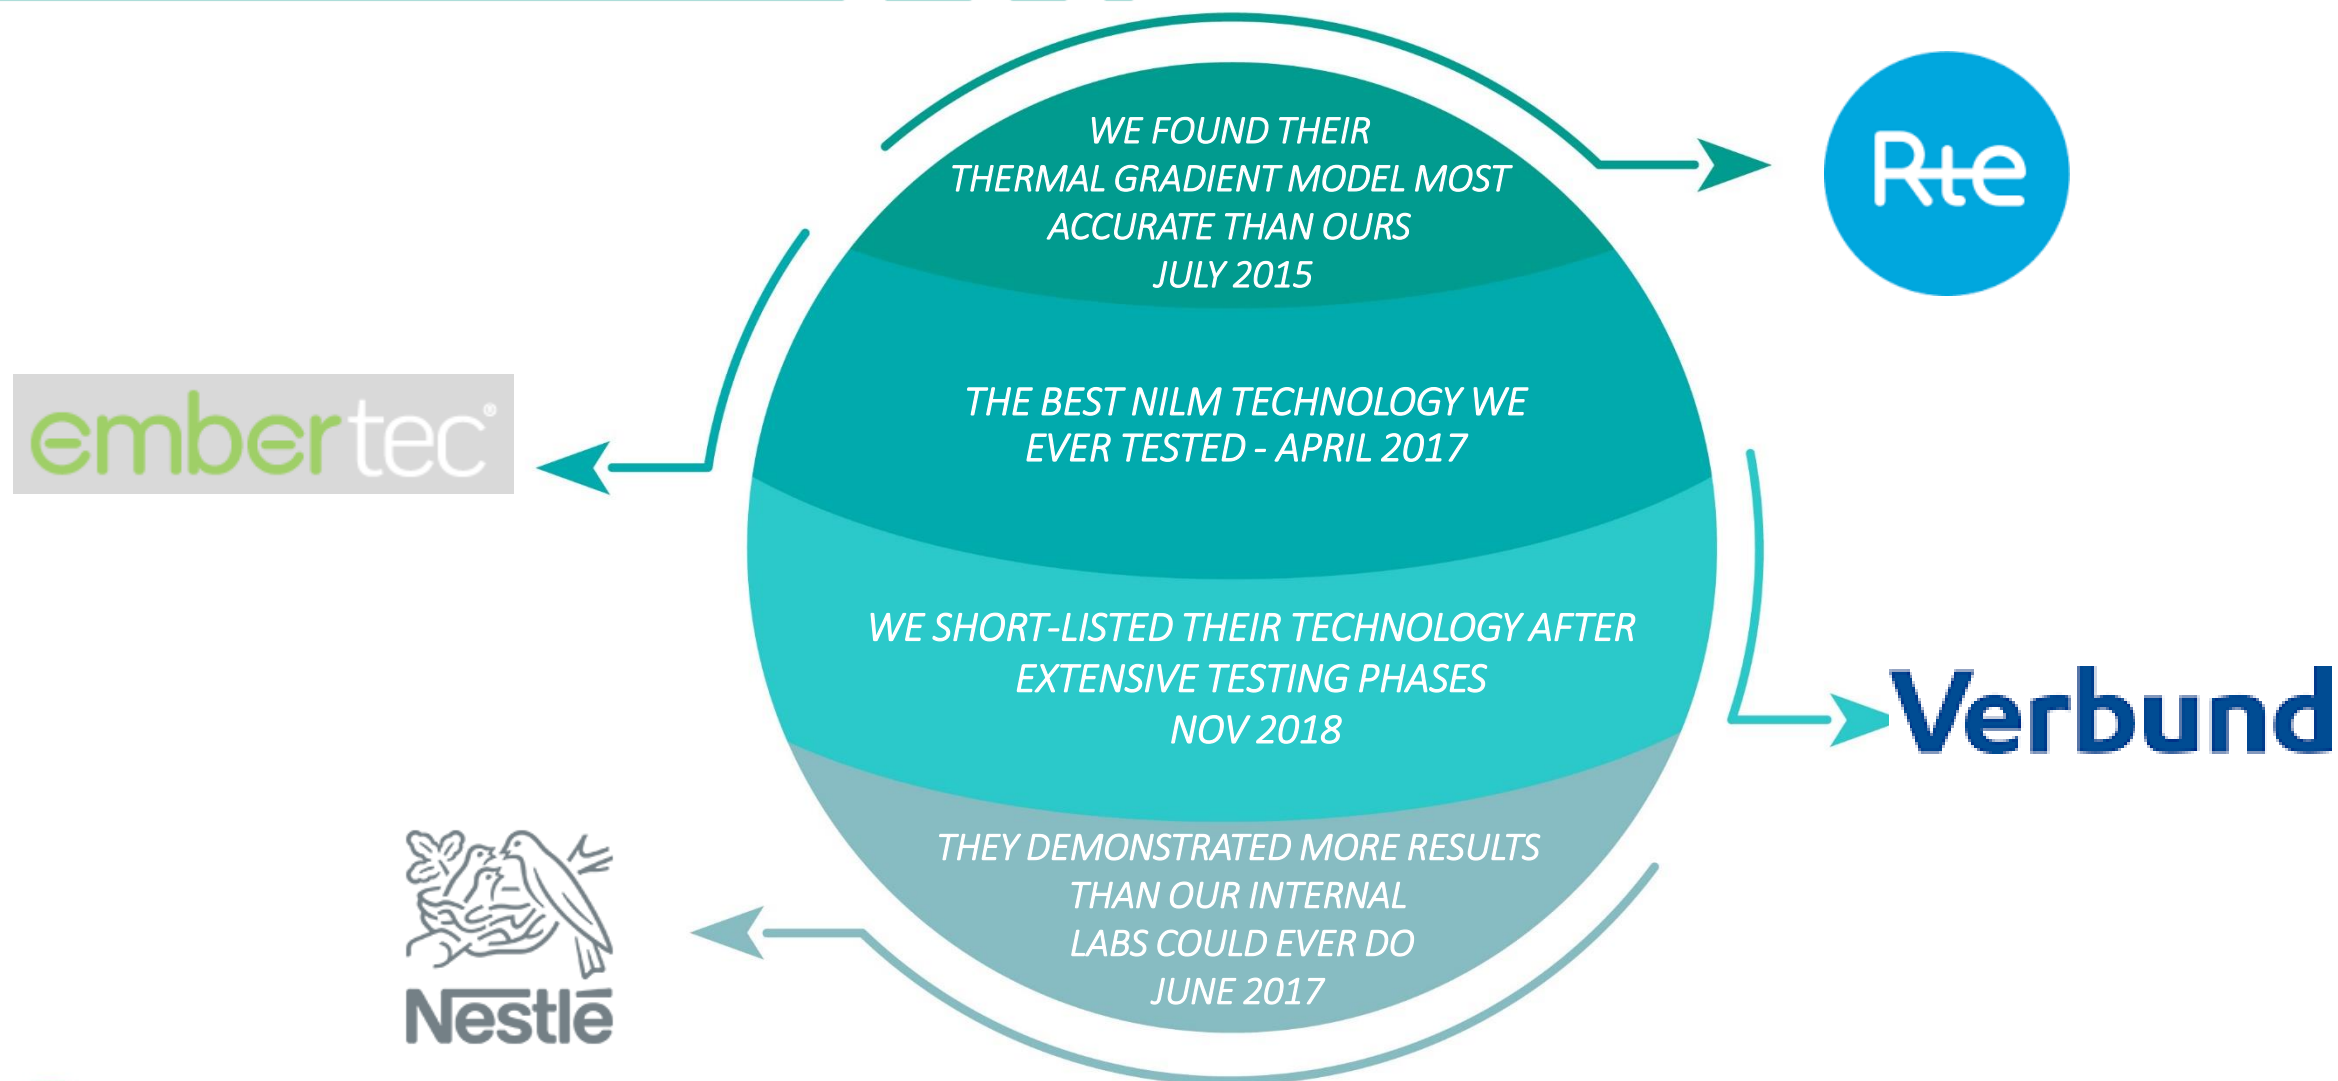 WE FOUND THEIR
THERMAL GRADIENT MODEL MOST
ACCURATE THAN OURS
JULY 2015
Rte
THE BEST NILM TECHNOLOGY WE
EVER TESTED - APRIL 2017
embertec®
WE SHORT-LISTED THEIR TECHNOLOGY AFTER
EXTENSIVE TESTING PHASES
NOV 2018
Verbund
THEY DEMONSTRATED MORE RESULTS
THAN OUR INTERNAL
LABS COULD EVER DO
JUNE 2017
Nestlé